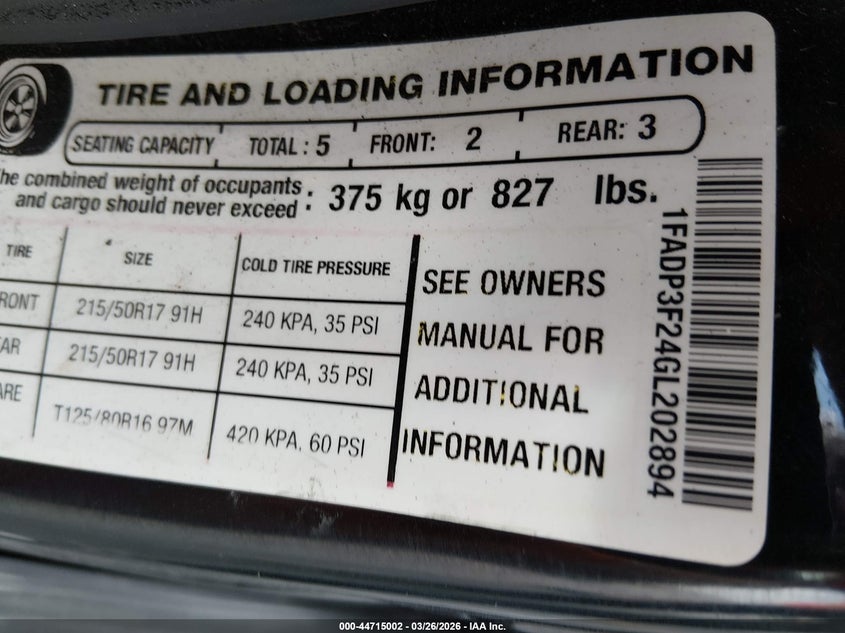 TIRE AND LOADING INFORMATION
SEATING CAPACITY TOTAL : 5 FRONT: 2 REAR: 3
he combined weight of occupants
and cargo should never exceed : 375 kg or 827 lbs.
TIRE SIZE COLD TIRE PRESSURE
RONT 215/50R17 91H 240 KPA, 35 PSI
AR 215/50R17 91H 240 KPA, 35 PSI
ARE T125/80R16 97M 420 KPA, 60 PSI
SEE OWNERS
MANUAL FOR
ADDITIONAL
INFORMATION
1FADP3F24GL202894
000-44715002 - 03/26/2026 - IAA Inc.